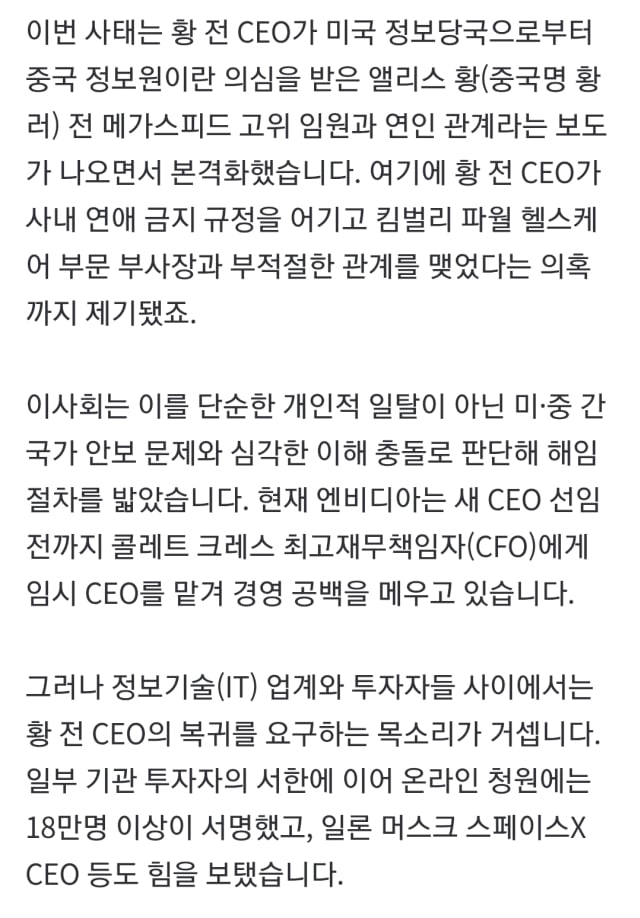 이번 사태는 황 전 CEO가 미국 정보당국으로부터
중국 정보원이란 의심을 받은 앨리스 황(중국명 황
러) 전 메가스피드 고위 임원과 연인 관계라는 보도
가 나오면서 본격화했습니다. 여기에 황 전 CEO가
사내 연애 금지 규정을 어기고 킴벌리 파월 헬스케
어 부문 부사장과 부적절한 관계를 맺었다는 의혹
까지 제기됐죠.
이사회는 이를 단순한 개인적 일탈이 아닌 미·중 간
국가 안보 문제와 심각한 이해 충돌로 판단해 해임
절차를 밟았습니다. 현재 엔비디아는 새 CEO 선임
전까지 콜레트 크레스 최고재무책임자(CFO)에게
임시 CEO를 맡겨 경영 공백을 메우고 있습니다.
그러나 정보기술(IT) 업계와 투자자들 사이에서는
황 전 CEO의 복귀를 요구하는 목소리가 거셉니다.
일부 기관 투자자의 서한에 이어 온라인 청원에는
18만명 이상이 서명했고, 일론 머스크 스페이스X
CEO 등도 힘을 보탰습니다.